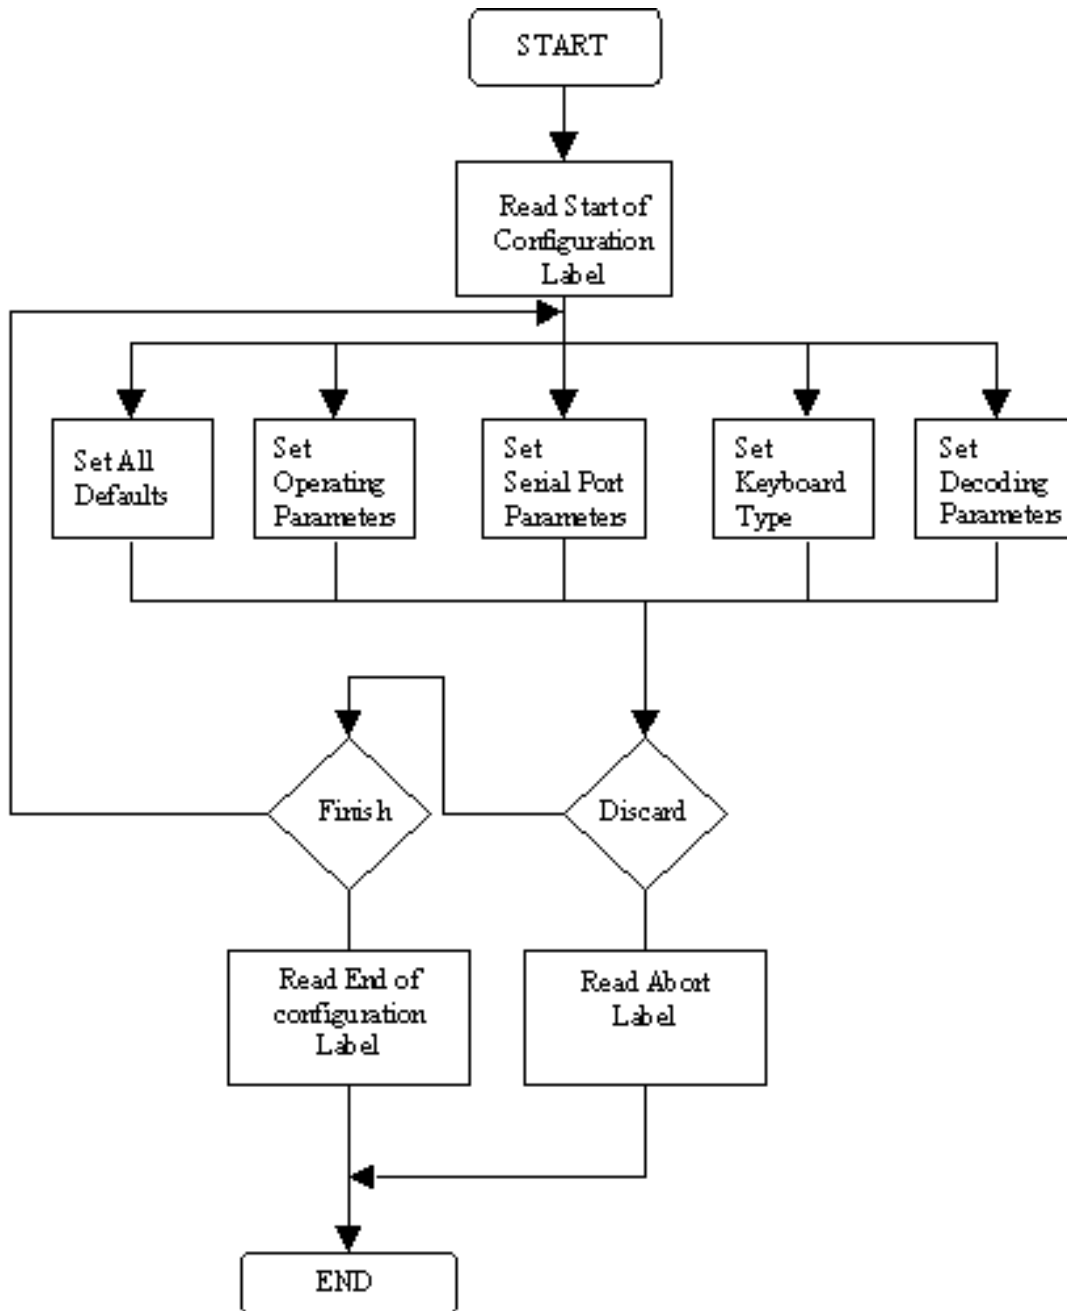 START
Read Start of
Configuration
Label
Set All
Defaults
Set
Operating
Parameters
Set
Serial Port
Parameters
Set
Keyboard
Type
Set
Decoding
Parameters
Finish
Discard
Read End of
configuration
Label
Read Abort
Label
END